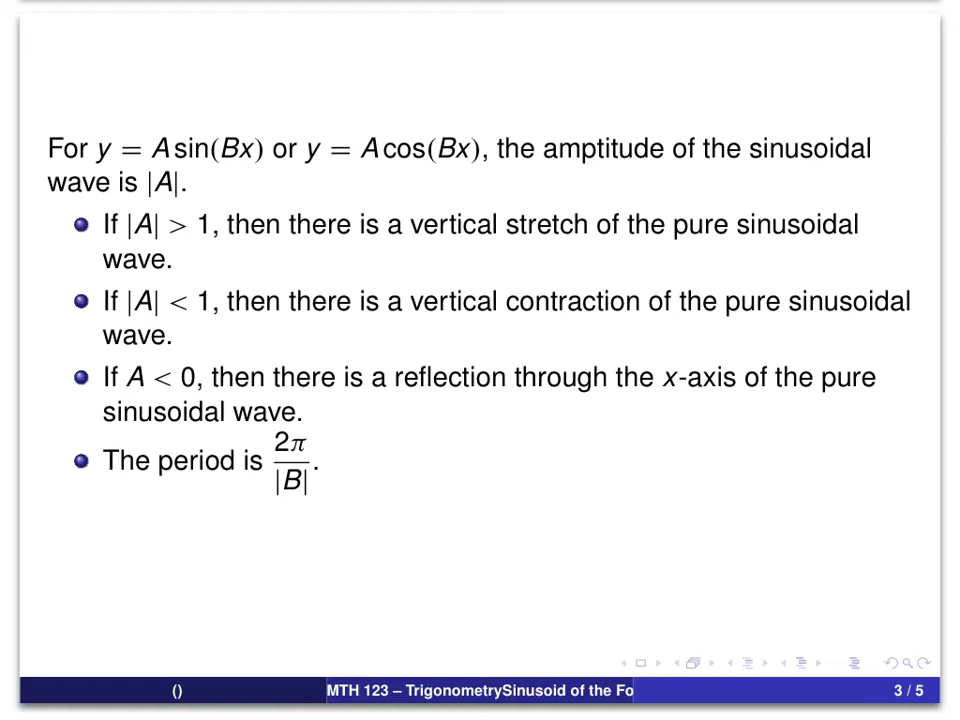 For y = A sin(Bx) or y = A cos(Bx), the amptitude of the sinusoidal
wave is |A|.
If |A| > 1, then there is a vertical stretch of the pure sinusoidal
wave.
If |A| < 1, then there is a vertical contraction of the pure sinusoidal
wave.
If A < 0, then there is a reflection through the x-axis of the pure
sinusoidal wave.
The period is 2π/|B|.
() MTH 123 – TrigonometrySinusoid of the Fo 3 / 5